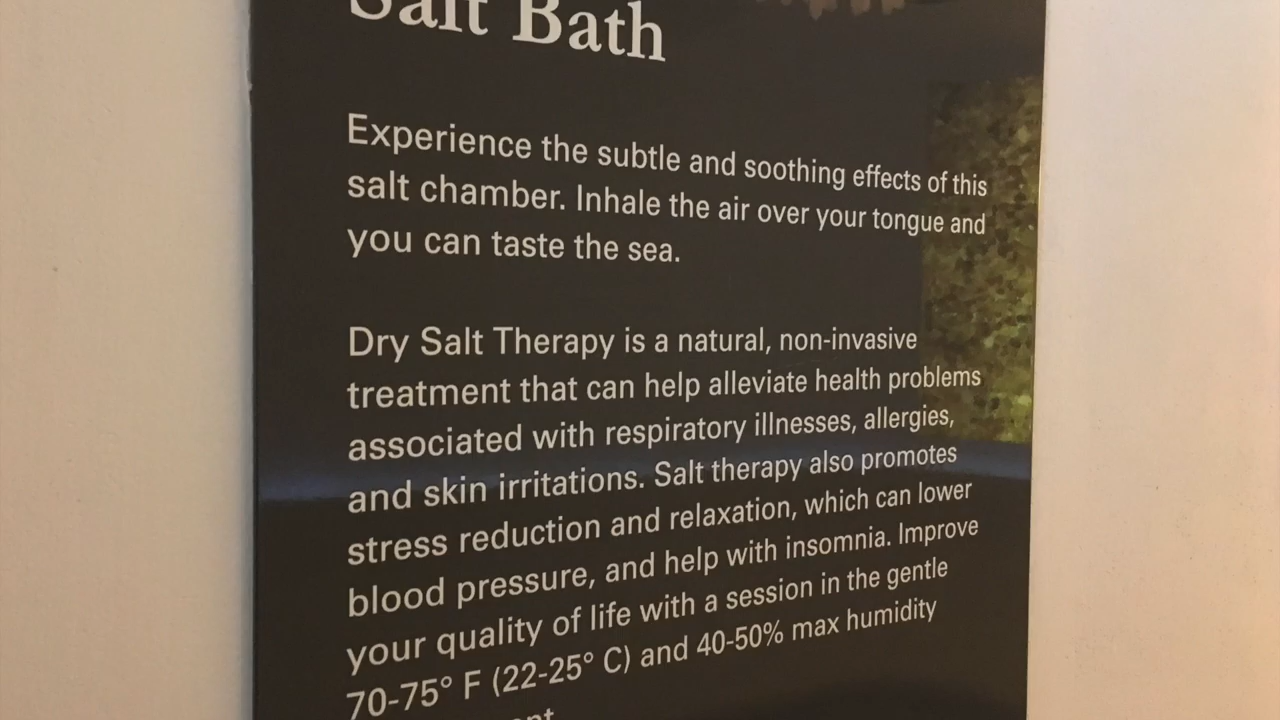 Salt Bath
Experience the subtle and soothing effects of this
salt chamber. Inhale the air over your tongue and
you can taste the sea.
Dry Salt Therapy is a natural, non-invasive
treatment that can help alleviate health problems
associated with respiratory illnesses, allergies,
and skin irritations. Salt therapy also promotes
stress reduction and relaxation, which can lower
blood pressure, and help with insomnia. Improve
your quality of life with a session in the gentle
70-75° F (22-25° C) and 40-50% max humidity